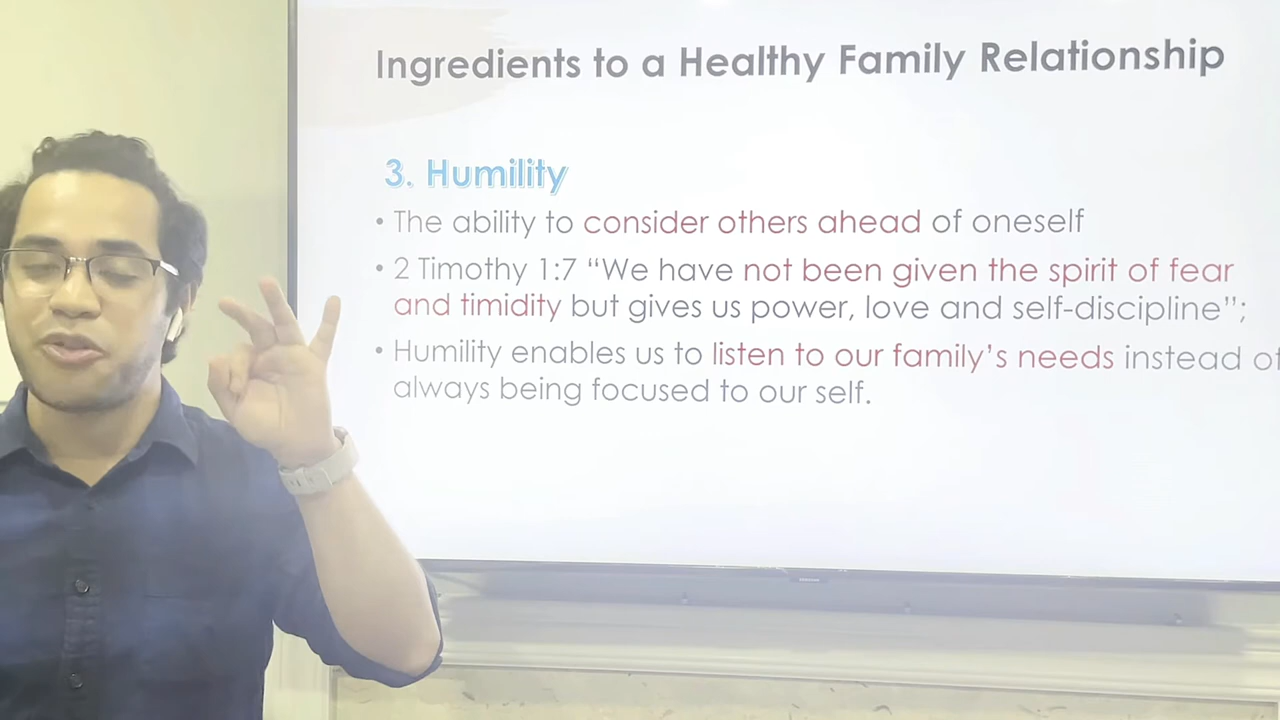 Ingredients to a Healthy Family Relationship
3. Humility
• The ability to consider others ahead of oneself
• 2 Timothy 1:7 “We have not been given the spirit of fear
and timidity but gives us power, love and self-discipline”;
• Humility enables us to listen to our family’s needs instead of
always being focused to our self.